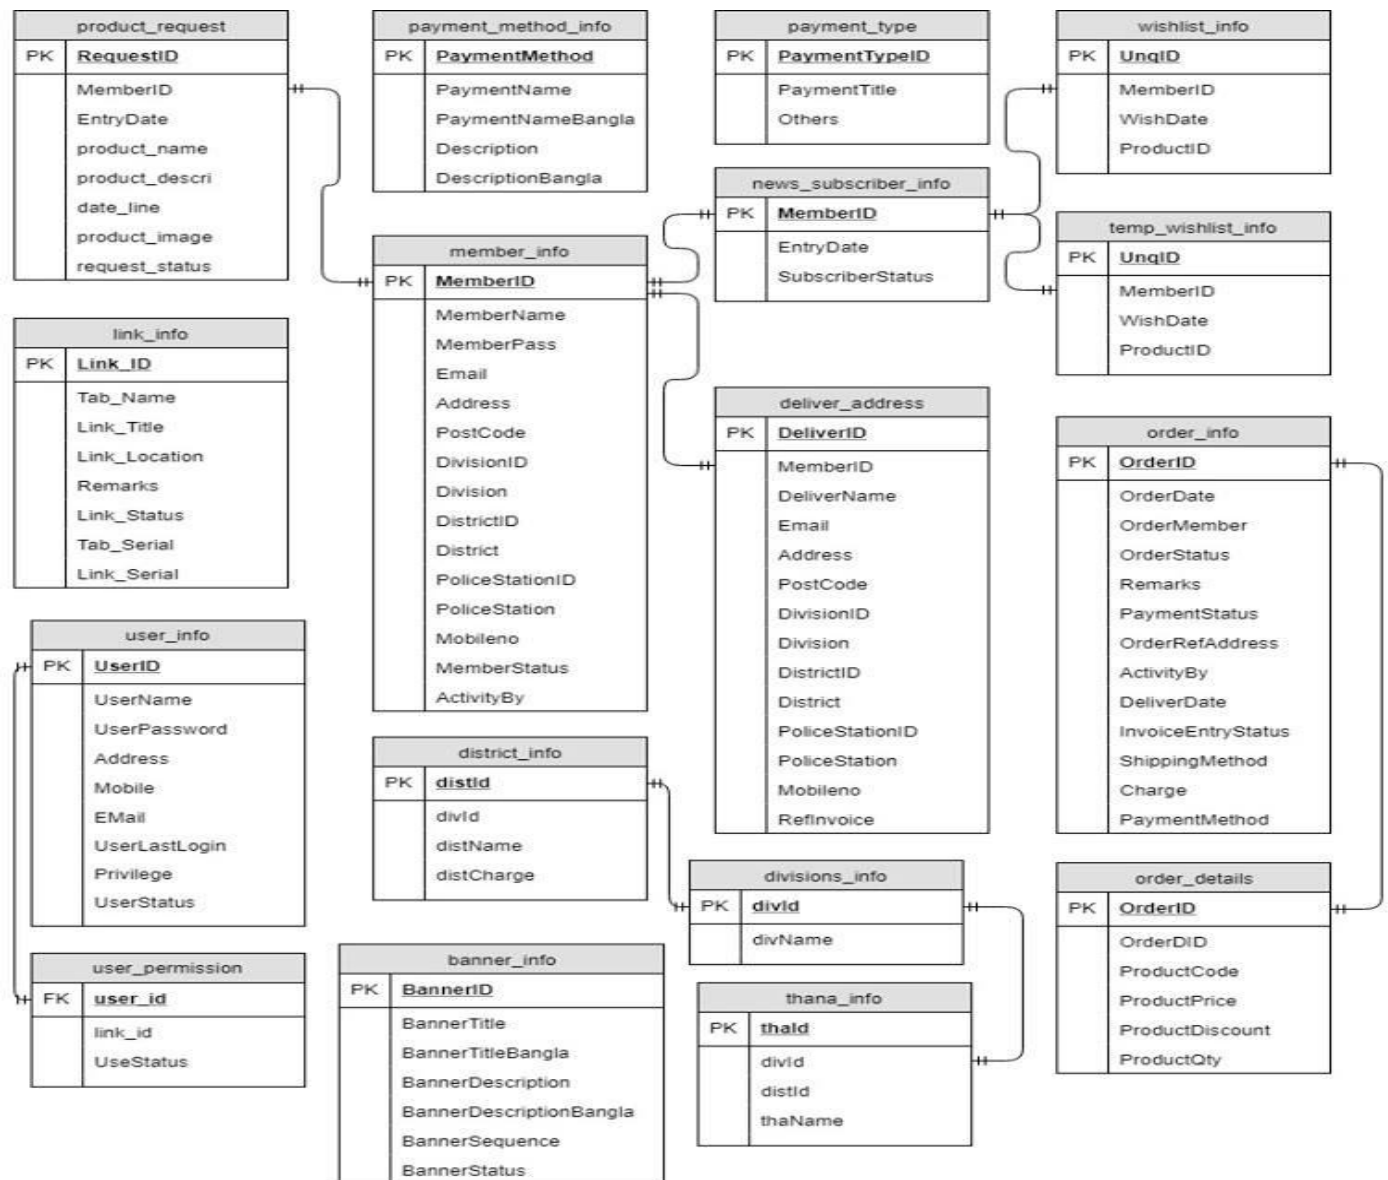 product_request
PK RequestID
MemberID
EntryDate
product_name
product_descri
date_line
product_image
request_status
payment_method_info
PK PaymentMethod
PaymentName
PaymentNameBangla
Description
DescriptionBangla
payment_type
PK PaymentTypeID
PaymentTitle
Others
wishlist_info
PK UnqID
MemberID
WishDate
ProductID
news_subscriber_info
PK MemberID
EntryDate
SubscriberStatus
temp_wishlist_info
PK UnqID
MemberID
WishDate
ProductID
member_info
PK MemberID
MemberName
MemberPass
Email
Address
PostCode
DivisionID
Division
DistrictID
District
PoliceStationID
PoliceStation
Mobileno
MemberStatus
ActivityBy
link_info
PK Link_ID
Tab_Name
Link_Title
Link_Location
Remarks
Link_Status
Tab_Serial
Link_Serial
deliver_address
PK DeliverID
MemberID
DeliverName
Email
Address
PostCode
DivisionID
Division
DistrictID
District
PoliceStationID
PoliceStation
Mobileno
RefInvoice
order_info
PK OrderID
OrderDate
OrderMember
OrderStatus
Remarks
PaymentStatus
OrderRefAddress
ActivityBy
DeliverDate
InvoiceEntryStatus
ShippingMethod
Charge
PaymentMethod
user_info
PK UserID
UserName
UserPassword
Address
Mobile
EMail
UserLastLogin
Privilege
UserStatus
district_info
PK distId
divId
distName
distCharge
divisions_info
PK divId
divName
order_details
PK OrderID
OrderDID
ProductCode
ProductPrice
ProductDiscount
ProductQty
user_permission
FK user_id
link_id
UseStatus
banner_info
PK BannerID
BannerTitle
BannerTitleBangla
BannerDescription
BannerDescriptionBangla
BannerSequence
BannerStatus
thana_info
PK thaId
divId
distId
thaName